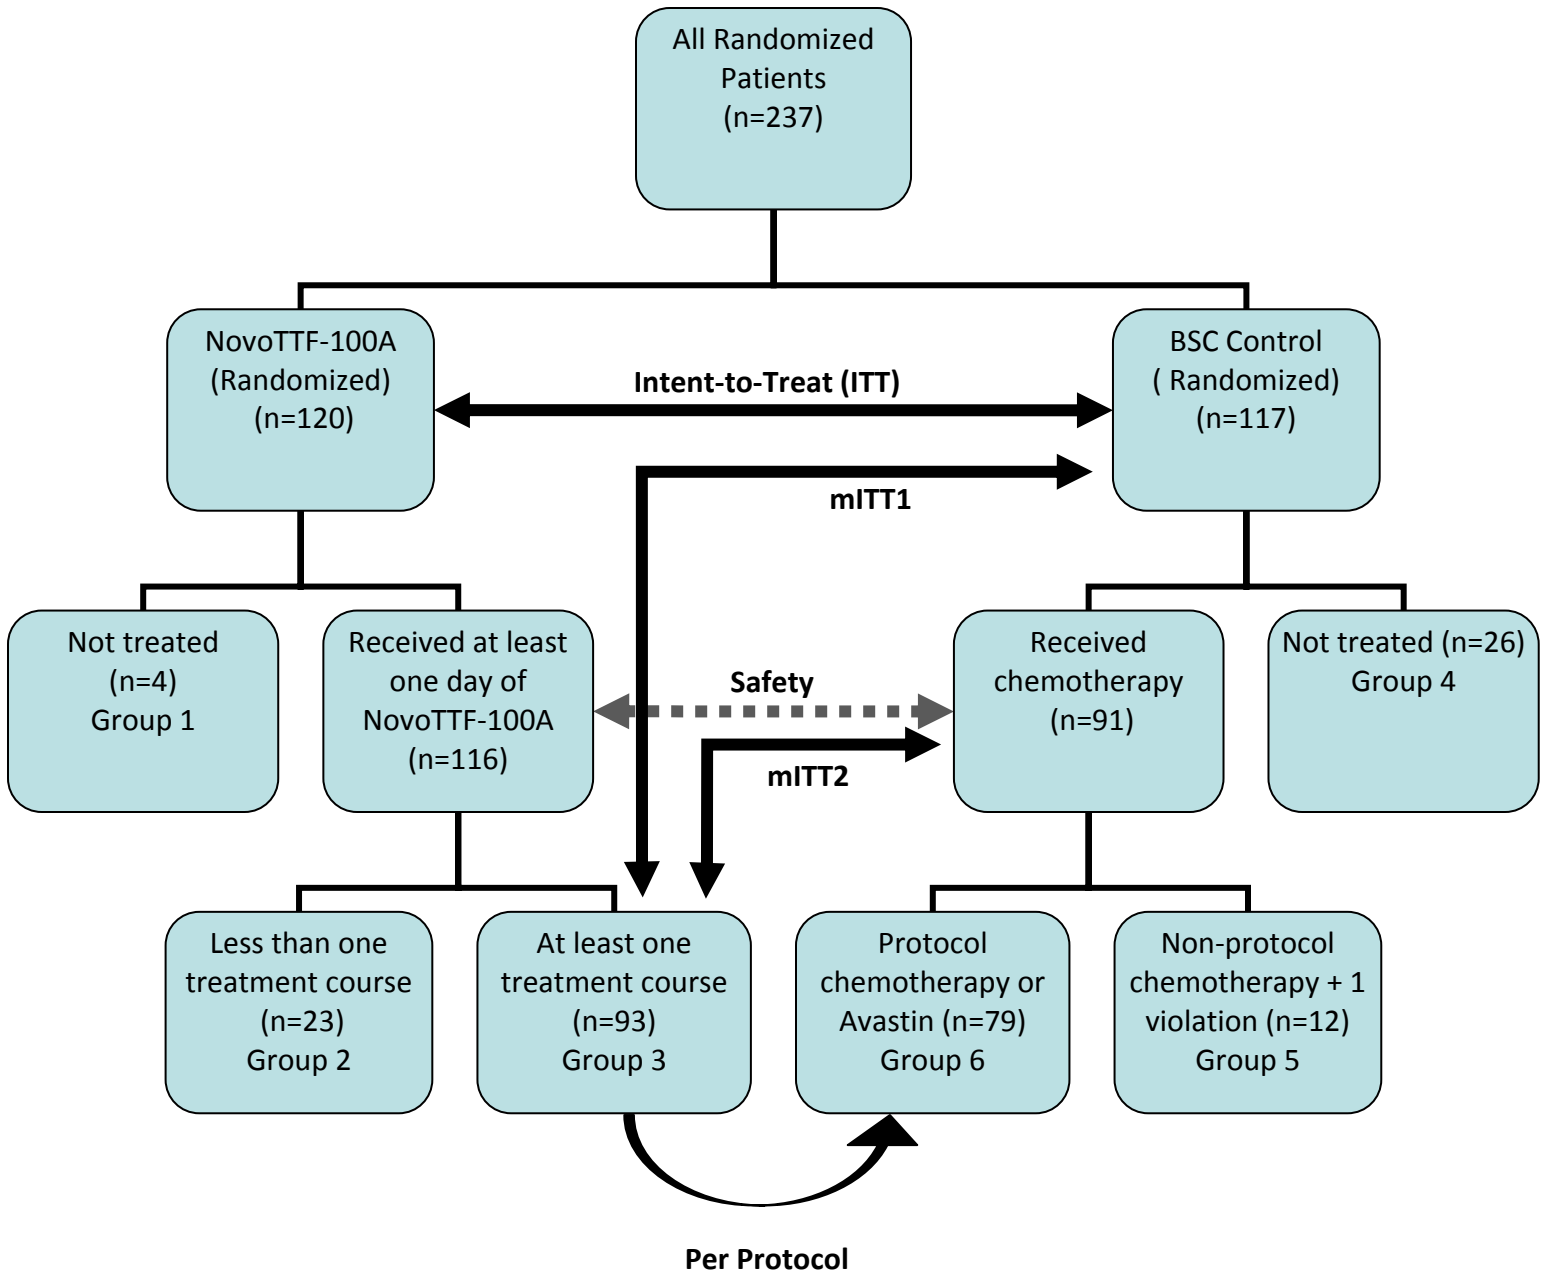 All Randomized
Patients
(n=237)
NovoTTF-100A
(Randomized)
(n=120)
Intent-to-Treat (ITT)
BSC Control
( Randomized)
(n=117)
mITT1
Not treated
(n=4)
Group 1
Received at least
one day of
NovoTTF-100A
(n=116)
Safety
mITT2
Received
chemotherapy
(n=91)
Not treated (n=26)
Group 4
Less than one
treatment course
(n=23)
Group 2
At least one
treatment course
(n=93)
Group 3
Protocol
chemotherapy or
Avastin (n=79)
Group 6
Non-protocol
chemotherapy + 1
violation (n=12)
Group 5
Per Protocol